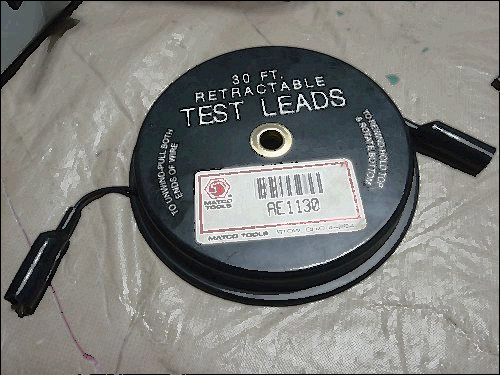 30 FT.
RETRACTABLE
TEST LEADS
TO UNWIND-PULL BOTH
ENDS OF WIRE
TO REWIND-HOLD TOP
& ROTATE BOTTOM
MATCO
TOOLS
AE1130
MATCO TOOLS